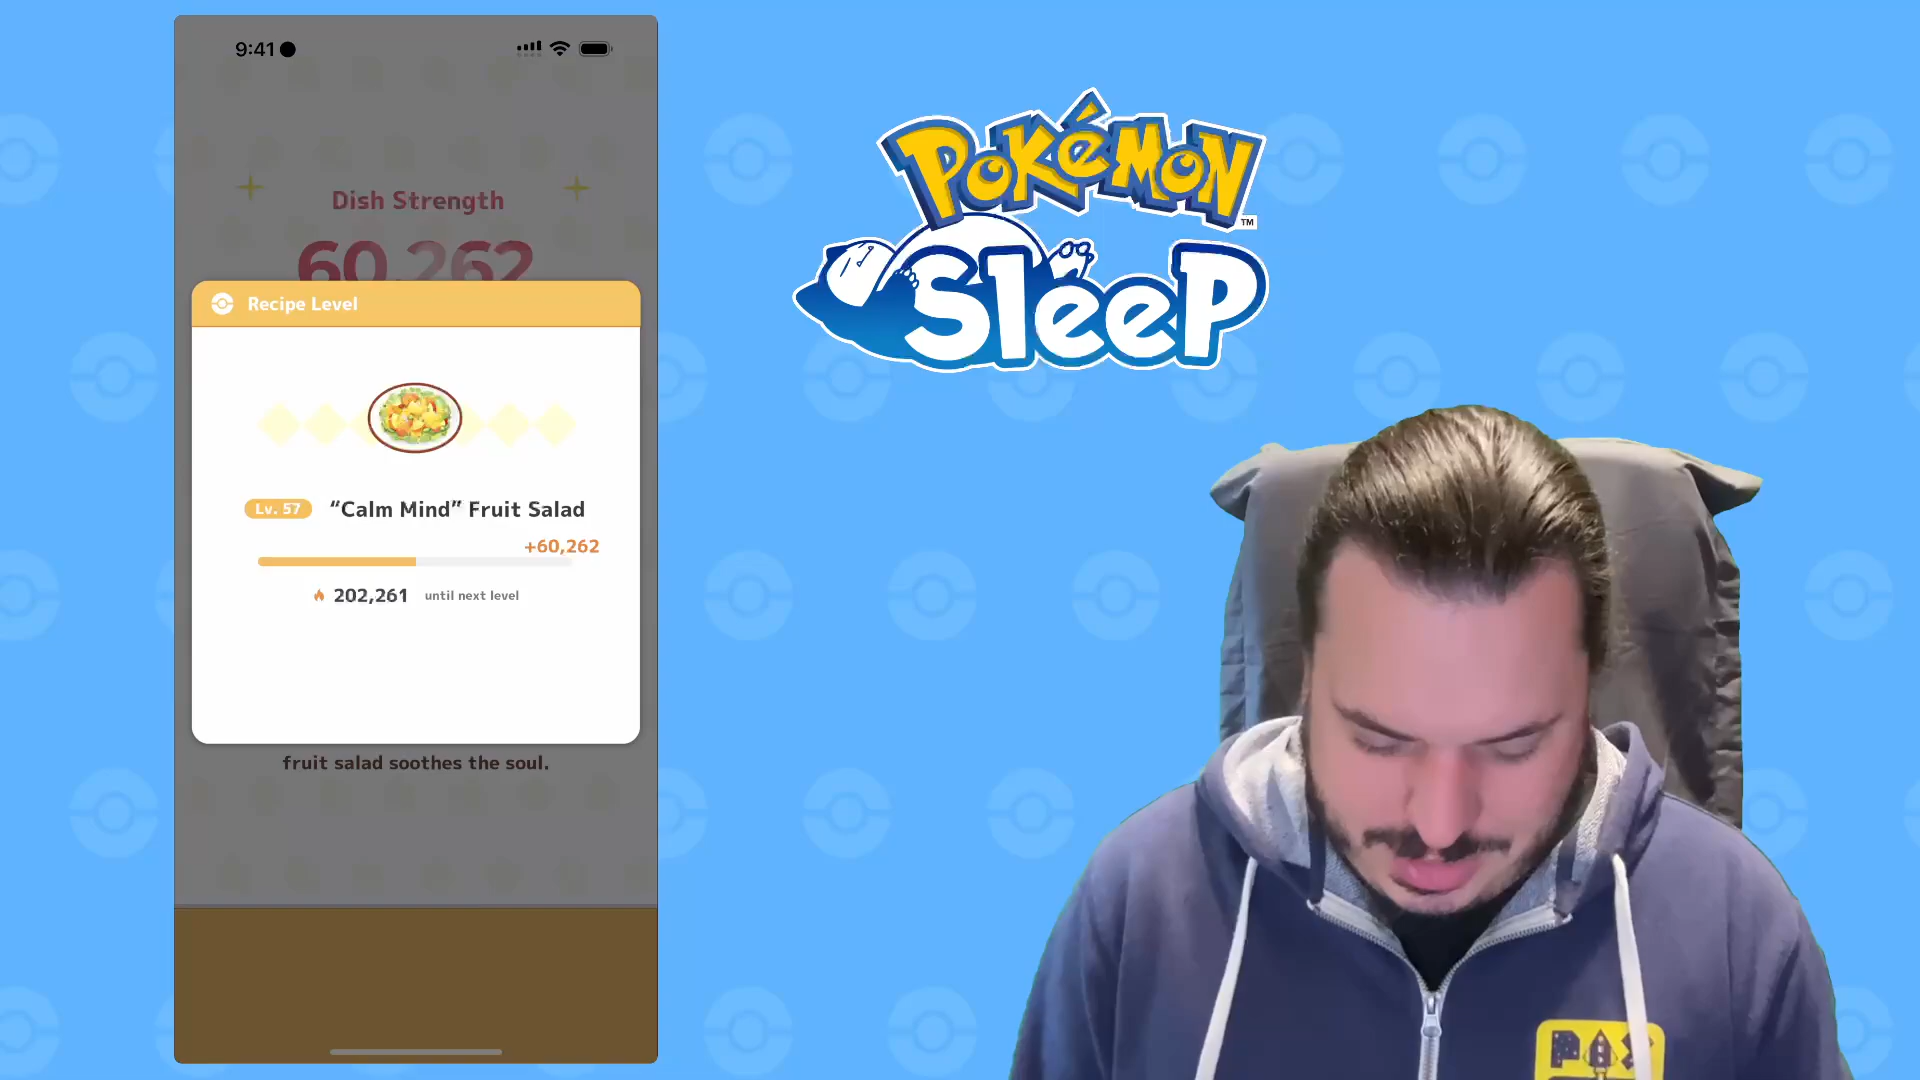 9:41
Dish Strength
60,262
Recipe Level
Lv. 57 “Calm Mind” Fruit Salad
+60,262
202,261 until next level
fruit salad soothes the soul.
POKéMON
TM
SleeP
PAX